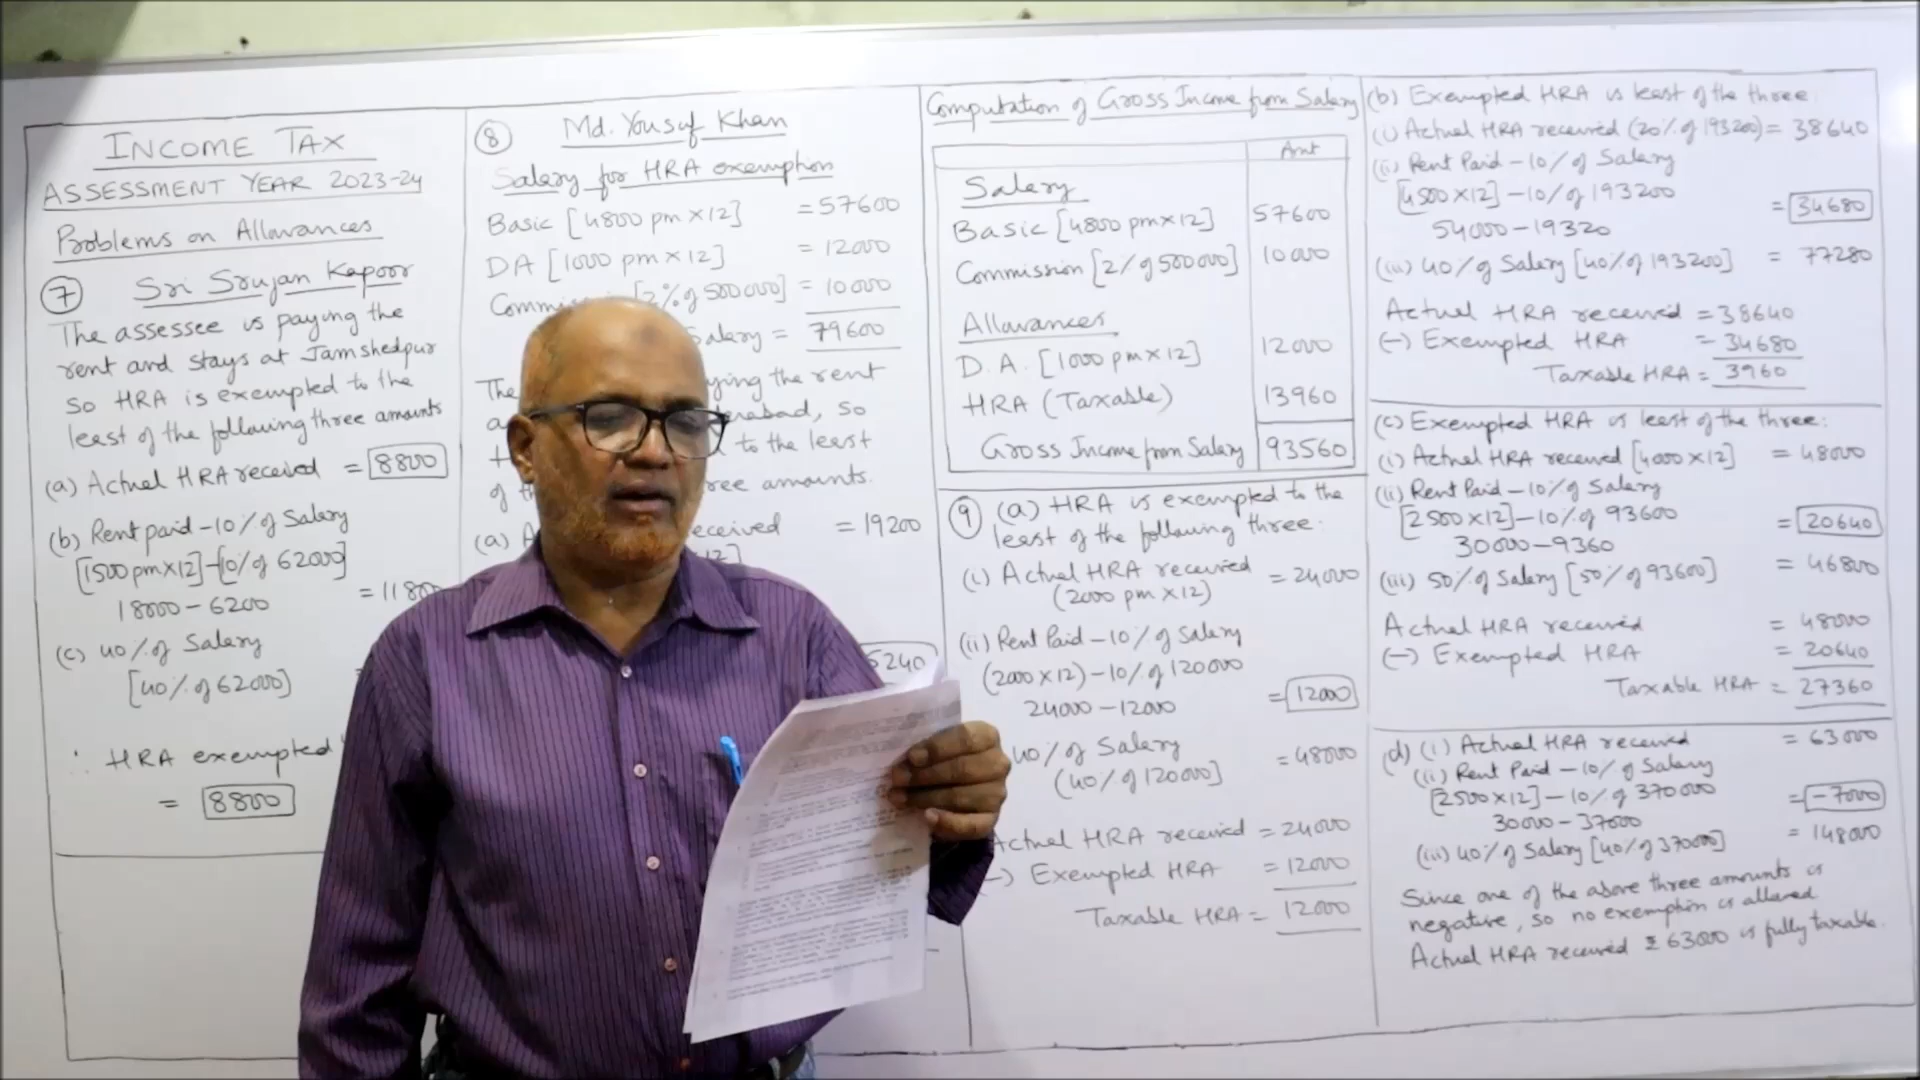 INCOME TAX
ASSESSMENT YEAR 2023-24
Problems on Allowances
(7) Sri Srujan Kapoor
The assessee is paying the
rent and stays at Jamshedpur
so HRA is exempted to the
least of the following three amounts
(a) Actual HRA received = 8800
(b) Rent paid - 10% of Salary
[1500 pm x 12] - [10% of 62000]
18000 - 6200 = 11800
(c) 40% of Salary
[40% of 62000]
∴ HRA exempted
= 8800
(8) Md. Yousuf Khan
Salary for HRA exemption
Basic [4800 pm x 12] = 57600
DA [1000 pm x 12] = 12000
[2% of 500000] = 10000
Salary = 79600
The ying the rent
erabad, so
to the least
of ree amounts.
(a) eceived = 19200
12]
6240
Computation of Gross Income from Salary
Amt
Salary
Basic [4800 pm x 12] 57600
Commission [2% of 500000] 10000
Allowances
D.A. [1000 pm x 12] 12000
HRA (Taxable) 13960
Gross Income from Salary 93560
(9) (a) HRA is exempted to the
least of the following three:
(i) Actual HRA received = 24000
(2000 pm x 12)
(ii) Rent Paid - 10% of Salary
(2000 x 12) - 10% of 120000
24000 - 12000 = 12000
40% of Salary = 48000
(40% of 120000]
Actual HRA received = 24000
-) Exempted HRA = 12000
Taxable HRA = 12000
(b) Exempted HRA is least of the three:
(i) Actual HRA received (20% of 193200) = 38640
(ii) Rent Paid - 10% of Salary
[4500 x 12] - 10% of 193200 = 34680
54000 - 19320
(iii) 40% of Salary [40% of 193200] = 77280
Actual HRA received = 38640
(-) Exempted HRA = 34680
Taxable HRA = 3960
(c) Exempted HRA is least of the three:
(i) Actual HRA received [4000 x 12] = 48000
(ii) Rent Paid - 10% of Salary
[2500 x 12] - 10% of 93600 = 20640
30000 - 9360
(iii) 50% of Salary [50% of 93600] = 46800
Actual HRA received = 48000
(-) Exempted HRA = 20640
Taxable HRA = 27360
(d) (i) Actual HRA received = 63000
(ii) Rent Paid - 10% of Salary
[2500 x 12] - 10% of 370000 = -7000
30000 - 37000
(iii) 40% of Salary [40% of 370000] = 148000
Since one of the above three amounts is
negative, so no exemption is allowed
Actual HRA received ₹ 63000 is fully taxable.